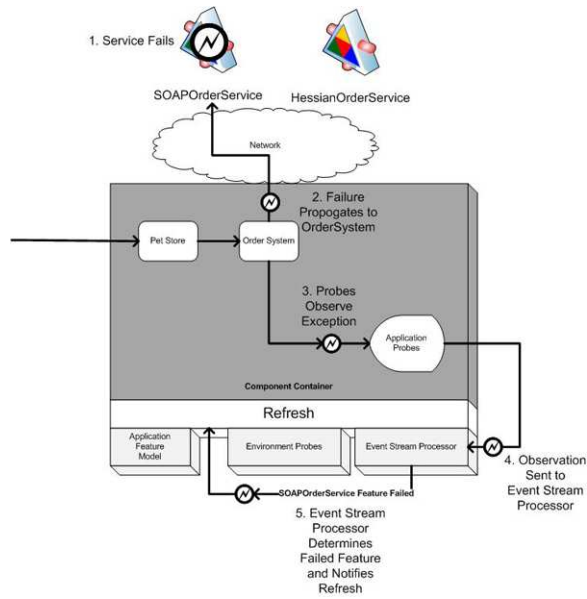 1. Service Fails
SOAPOrderService
HessianOrderService
Network
2. Failure
Propogates to
OrderSystem
Pet Store
Order System
3. Probes
Observe
Exception
Application
Probes
Component Container
Refresh
Application
Feature
Model
Environment Probes
Event Stream Processor
4. Observation
Sent to
Event Stream
Processor
SOAPOrderService Feature Failed
5. Event Stream
Processor
Determines
Failed Feature
and Notifies
Refresh